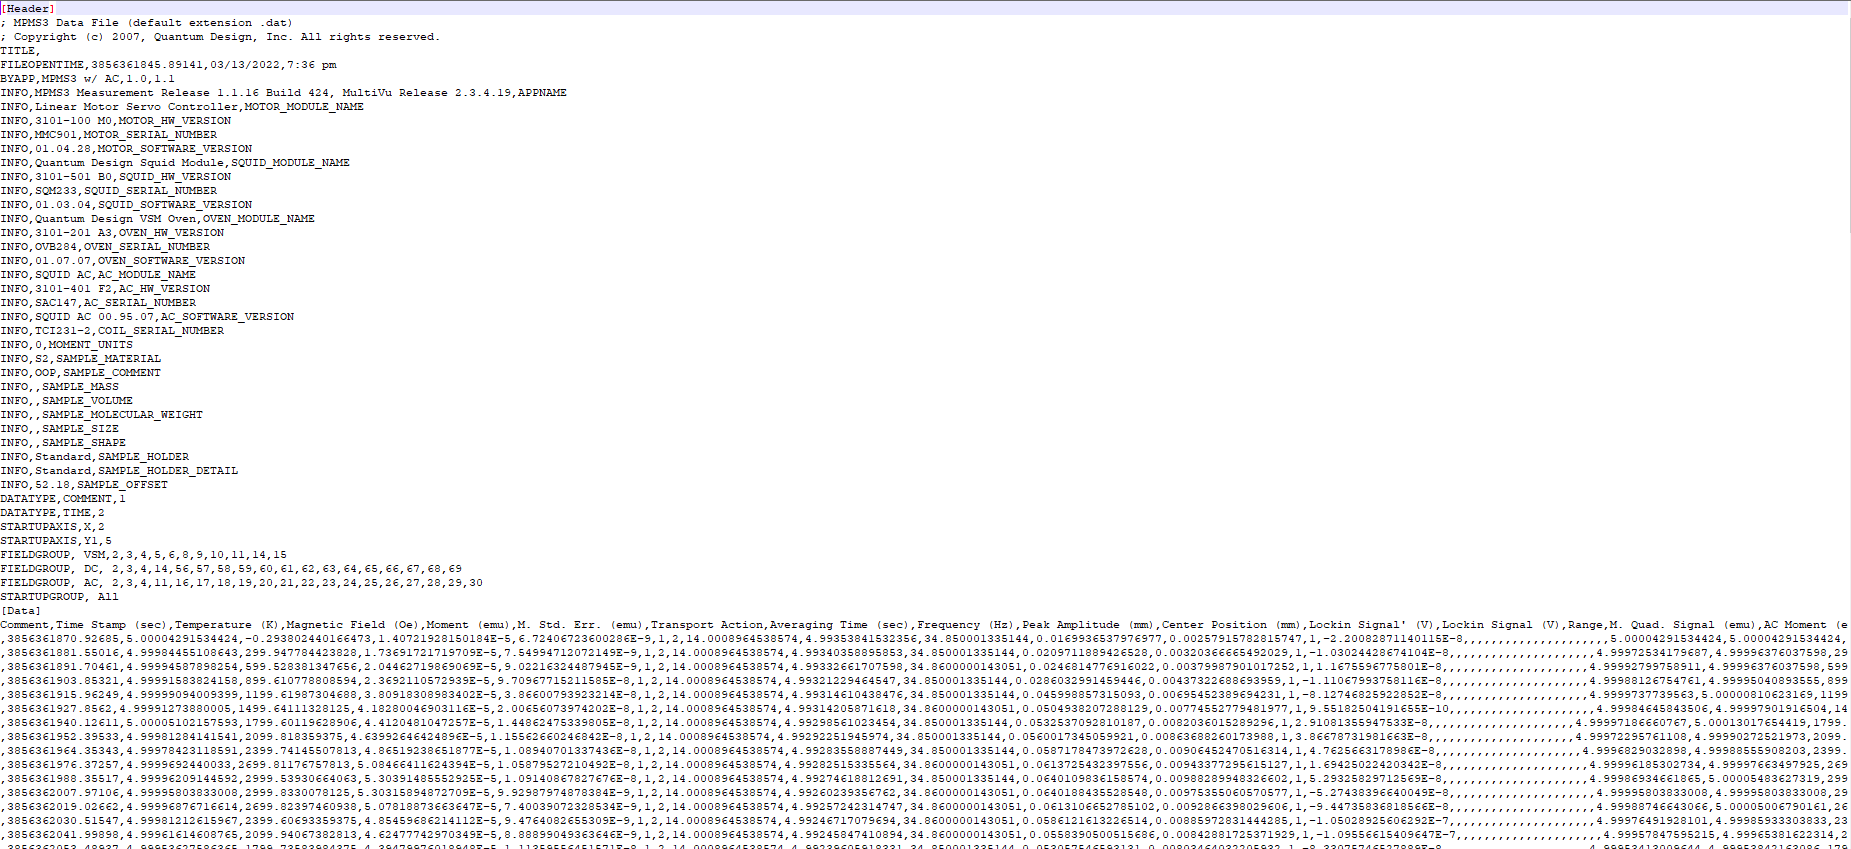 [Header]
; MPMS3 Data File (default extension .dat)
; Copyright (c) 2007, Quantum Design, Inc. All rights reserved.
TITLE,
FILEOPENTIME,3856361845.89141,03/13/2022,7:36 pm
BYAPP,MPMS3 w/ AC,1.0,1.1
INFO,MPMS3 Measurement Release 1.1.16 Build 424, MultiVu Release 2.3.4.19,APPNAME
INFO,Linear Motor Servo Controller,MOTOR_MODULE_NAME
INFO,3101-100 M0,MOTOR_HW_VERSION
INFO,MMC901,MOTOR_SERIAL_NUMBER
INFO,01.04.28,MOTOR_SOFTWARE_VERSION
INFO,Quantum Design Squid Module,SQUID_MODULE_NAME
INFO,3101-501 B0,SQUID_HW_VERSION
INFO,SQM233,SQUID_SERIAL_NUMBER
INFO,01.03.04,SQUID_SOFTWARE_VERSION
INFO,Quantum Design VSM Oven,OVEN_MODULE_NAME
INFO,3101-201 A3,OVEN_HW_VERSION
INFO,OVB284,OVEN_SERIAL_NUMBER
INFO,01.07.07,OVEN_SOFTWARE_VERSION
INFO,SQUID AC,AC_MODULE_NAME
INFO,3101-401 F2,AC_HW_VERSION
INFO,SAC147,AC_SERIAL_NUMBER
INFO,SQUID AC 00.95.07,AC_SOFTWARE_VERSION
INFO,TCI231-2,COIL_SERIAL_NUMBER
INFO,0,MOMENT_UNITS
INFO,S2,SAMPLE_MATERIAL
INFO,OOP,SAMPLE_COMMENT
INFO,,SAMPLE_MASS
INFO,,SAMPLE_VOLUME
INFO,,SAMPLE_MOLECULAR_WEIGHT
INFO,,SAMPLE_SIZE
INFO,,SAMPLE_SHAPE
INFO,Standard,SAMPLE_HOLDER
INFO,Standard,SAMPLE_HOLDER_DETAIL
INFO,52.18,SAMPLE_OFFSET
DATATYPE,COMMENT,1
DATATYPE,TIME,2
STARTUPAXIS,X,2
STARTUPAXIS,Y1,5
FIELDGROUP, VSM,2,3,4,5,6,8,9,10,11,14,15
FIELDGROUP, DC, 2,3,4,14,56,57,58,59,60,61,62,63,64,65,66,67,68,69
FIELDGROUP, AC, 2,3,4,11,16,17,18,19,20,21,22,23,24,25,26,27,28,29,30
STARTUPGROUP, All
[Data]
Comment,Time Stamp (sec),Temperature (K),Magnetic Field (Oe),Moment (emu),M. Std. Err. (emu),Transport Action,Averaging Time (sec),Frequency (Hz),Peak Amplitude (mm),Center Position (mm),Lockin Signal' (V),Lockin Signal (V),Range,M. Quad. Signal (emu),AC Moment (e
,3856361870.92685,5.00004291534424,-0.293802440166473,1.40721928150184E-5,6.72406723600286E-9,1,2,14.0008964538574,4.99353841532356,34.850001335144,0.0169936537976977,0.00257915782815747,1,-2.20082871140115E-8,,,,,,,,,,,,,,,,,,,,,5.00004291534424,5.00004291534424,
,3856361881.55016,4.99984455108643,299.947784423828,1.73691721719709E-5,7.54994712072149E-9,1,2,14.0008964538574,4.99340358895853,34.850001335144,0.0209711889426528,0.00320366665492029,1,-1.03024428674104E-8,,,,,,,,,,,,,,,,,,,,,4.99972534179687,4.99996376037598,29
,3856361891.70461,4.99994587898254,599.528381347656,2.04462719869069E-5,9.02216324487945E-9,1,2,14.0008964538574,4.99332661707598,34.860000143051,0.0246814776916022,0.00379987901017252,1,1.1675596775801E-8,,,,,,,,,,,,,,,,,,,,,4.99992799758911,4.99996376037598,599
,3856361903.85321,4.99991583824158,899.610778808594,2.3692110572939E-5,9.70967715211585E-8,1,2,14.0008964538574,4.99321229464547,34.850001335144,0.0286032991459446,0.00437322688693959,1,-1.11067993758116E-8,,,,,,,,,,,,,,,,,,,,,4.99988126754761,4.99995040893555,899
,3856361915.96249,4.99999094009399,1199.61987304688,3.80918308983402E-5,3.8660079392321​4E-8,1,2,14.0008964538574,4.99314610438476,34.850001335144,0.045998857315093,0.00695452389694231,1,-8.12746825922852E-8,,,,,,,,,,,,,,,,,,,,,4.9997737739563,5.00000810623169,1199
,3856361927.8562,4.99991273880005,1499.64111328125,4.18280046903116E-5,2.00656073974202E-8,1,2,14.0008964538574,4.99314205871618,34.860000143051,0.0504938207288129,0.00774552779481977,1,9.55182504191655E-10,,,,,,,,,,,,,,,,,,,,,4.99984645843506,4.99997901916504,14
,3856361940.12611,5.00005102157593,1799.60119628906,4.4120481047257E-5,1.44862475339805E-8,1,2,14.0008964538574,4.99298561023454,34.850001335144,0.0532537092810187,0.0082036015289296,1,2.91081355947533E-8,,,,,,,,,,,,,,,,,,,,,4.99997186660767,5.00013017654419,1799.
,3856361952.39533,4.99981284141541,2099.818359375,4.63992646424896E-5,1.15562660246842E-8,1,2,14.0008964538574,4.99292251945974,34.860000143051,0.0560017345059921,0.00863688260173988,1,3.86678731981663E-8,,,,,,,,,,,,,,,,,,,,,4.99972295761108,4.99990272521973,2099.
,3856361964.35343,4.99978423118591,2399.74145507813,4.86519238651877E-5,1.08940701337436E-8,1,2,14.0008964538574,4.99283558887449,34.850001335144,0.0587178473972628,0.00906452470516314,1,4.7625663178986E-8,,,,,,,,,,,,,,,,,,,,,4.9996829032898,4.99988555908203,2399.
,3856361976.37257,4.9999692440033,2699.81176757813,5.08466411624394E-5,1.05879527210492E-8,1,2,14.0008964538574,4.99282515335564,34.860000143051,0.0613725432397556,0.00943377295615127,1,1.69425022420342E-8,,,,,,,,,,,,,,,,,,,,,4.99996185302734,4.99997663497925,269
,3856361988.35517,4.99996209144592,2999.53930664063,5.30391485552925E-5,1.09140867827676E-8,1,2,14.0008964538574,4.99274618812691,34.850001335144,0.0640109836158574,0.00988289948326602,1,5.29325829712569E-8,,,,,,,,,,,,,,,,,,,,,4.99986934661865,5.00005483627319,299
,3856362007.97106,4.99995803833008,2999.8330078125,5.30315894872709E-5,9.92987974878384E-9,1,2,14.0008964538574,4.99260239356762,34.860000143051,0.0640188435528548,0.00975355060570577,1,-5.27438396640049E-8,,,,,,,,,,,,,,,,,,,,,4.99995803833008,4.99995803833008,29
,3856362019.02662,4.99996876716614,2699.82397460938,5.07818873663647E-5,7.40039072328534E-9,1,2,14.0008964538574,4.99257242314747,34.860000143051,0.0613106652785102,0.0092866398029606,1,-9.44735836818566E-8,,,,,,,,,,,,,,,,,,,,,4.99988746643066,5.00005006790161,26
,3856362030.51547,4.99981212615967,2399.60693359375,4.85459686214112E-5,9.4764082655309E-9,1,2,14.0008964538574,4.99246717079694,34.860000143051,0.0586121613226514,0.00885972831444285,1,-1.05028925606292E-7,,,,,,,,,,,,,,,,,,,,,4.99976491928101,4.99985933303833,23
,3856362041.99898,4.99961614608765,2099.94067382813,4.62477742970349E-5,8.88899049363646E-9,1,2,14.0008964538574,4.99245847410894,34.860000143051,0.0558390500515686,0.00842881725371929,1,-1.09556615409647E-7,,,,,,,,,,,,,,,,,,,,,4.99957847595215,4.99965381622314,2